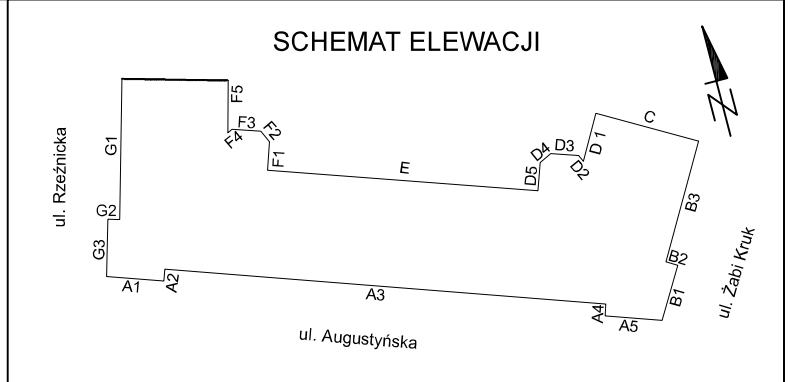 SCHEMAT ELEWACJI
F5
C
F3
F2
F4
D 1
G1
D4
D3
F1
D2
E
D5
ul. Rzeźnicka
B3
G2
G3
B2
ul. Żabi Kruk
A1
A2
A3
B1
A4
A5
ul. Augustyńska
N